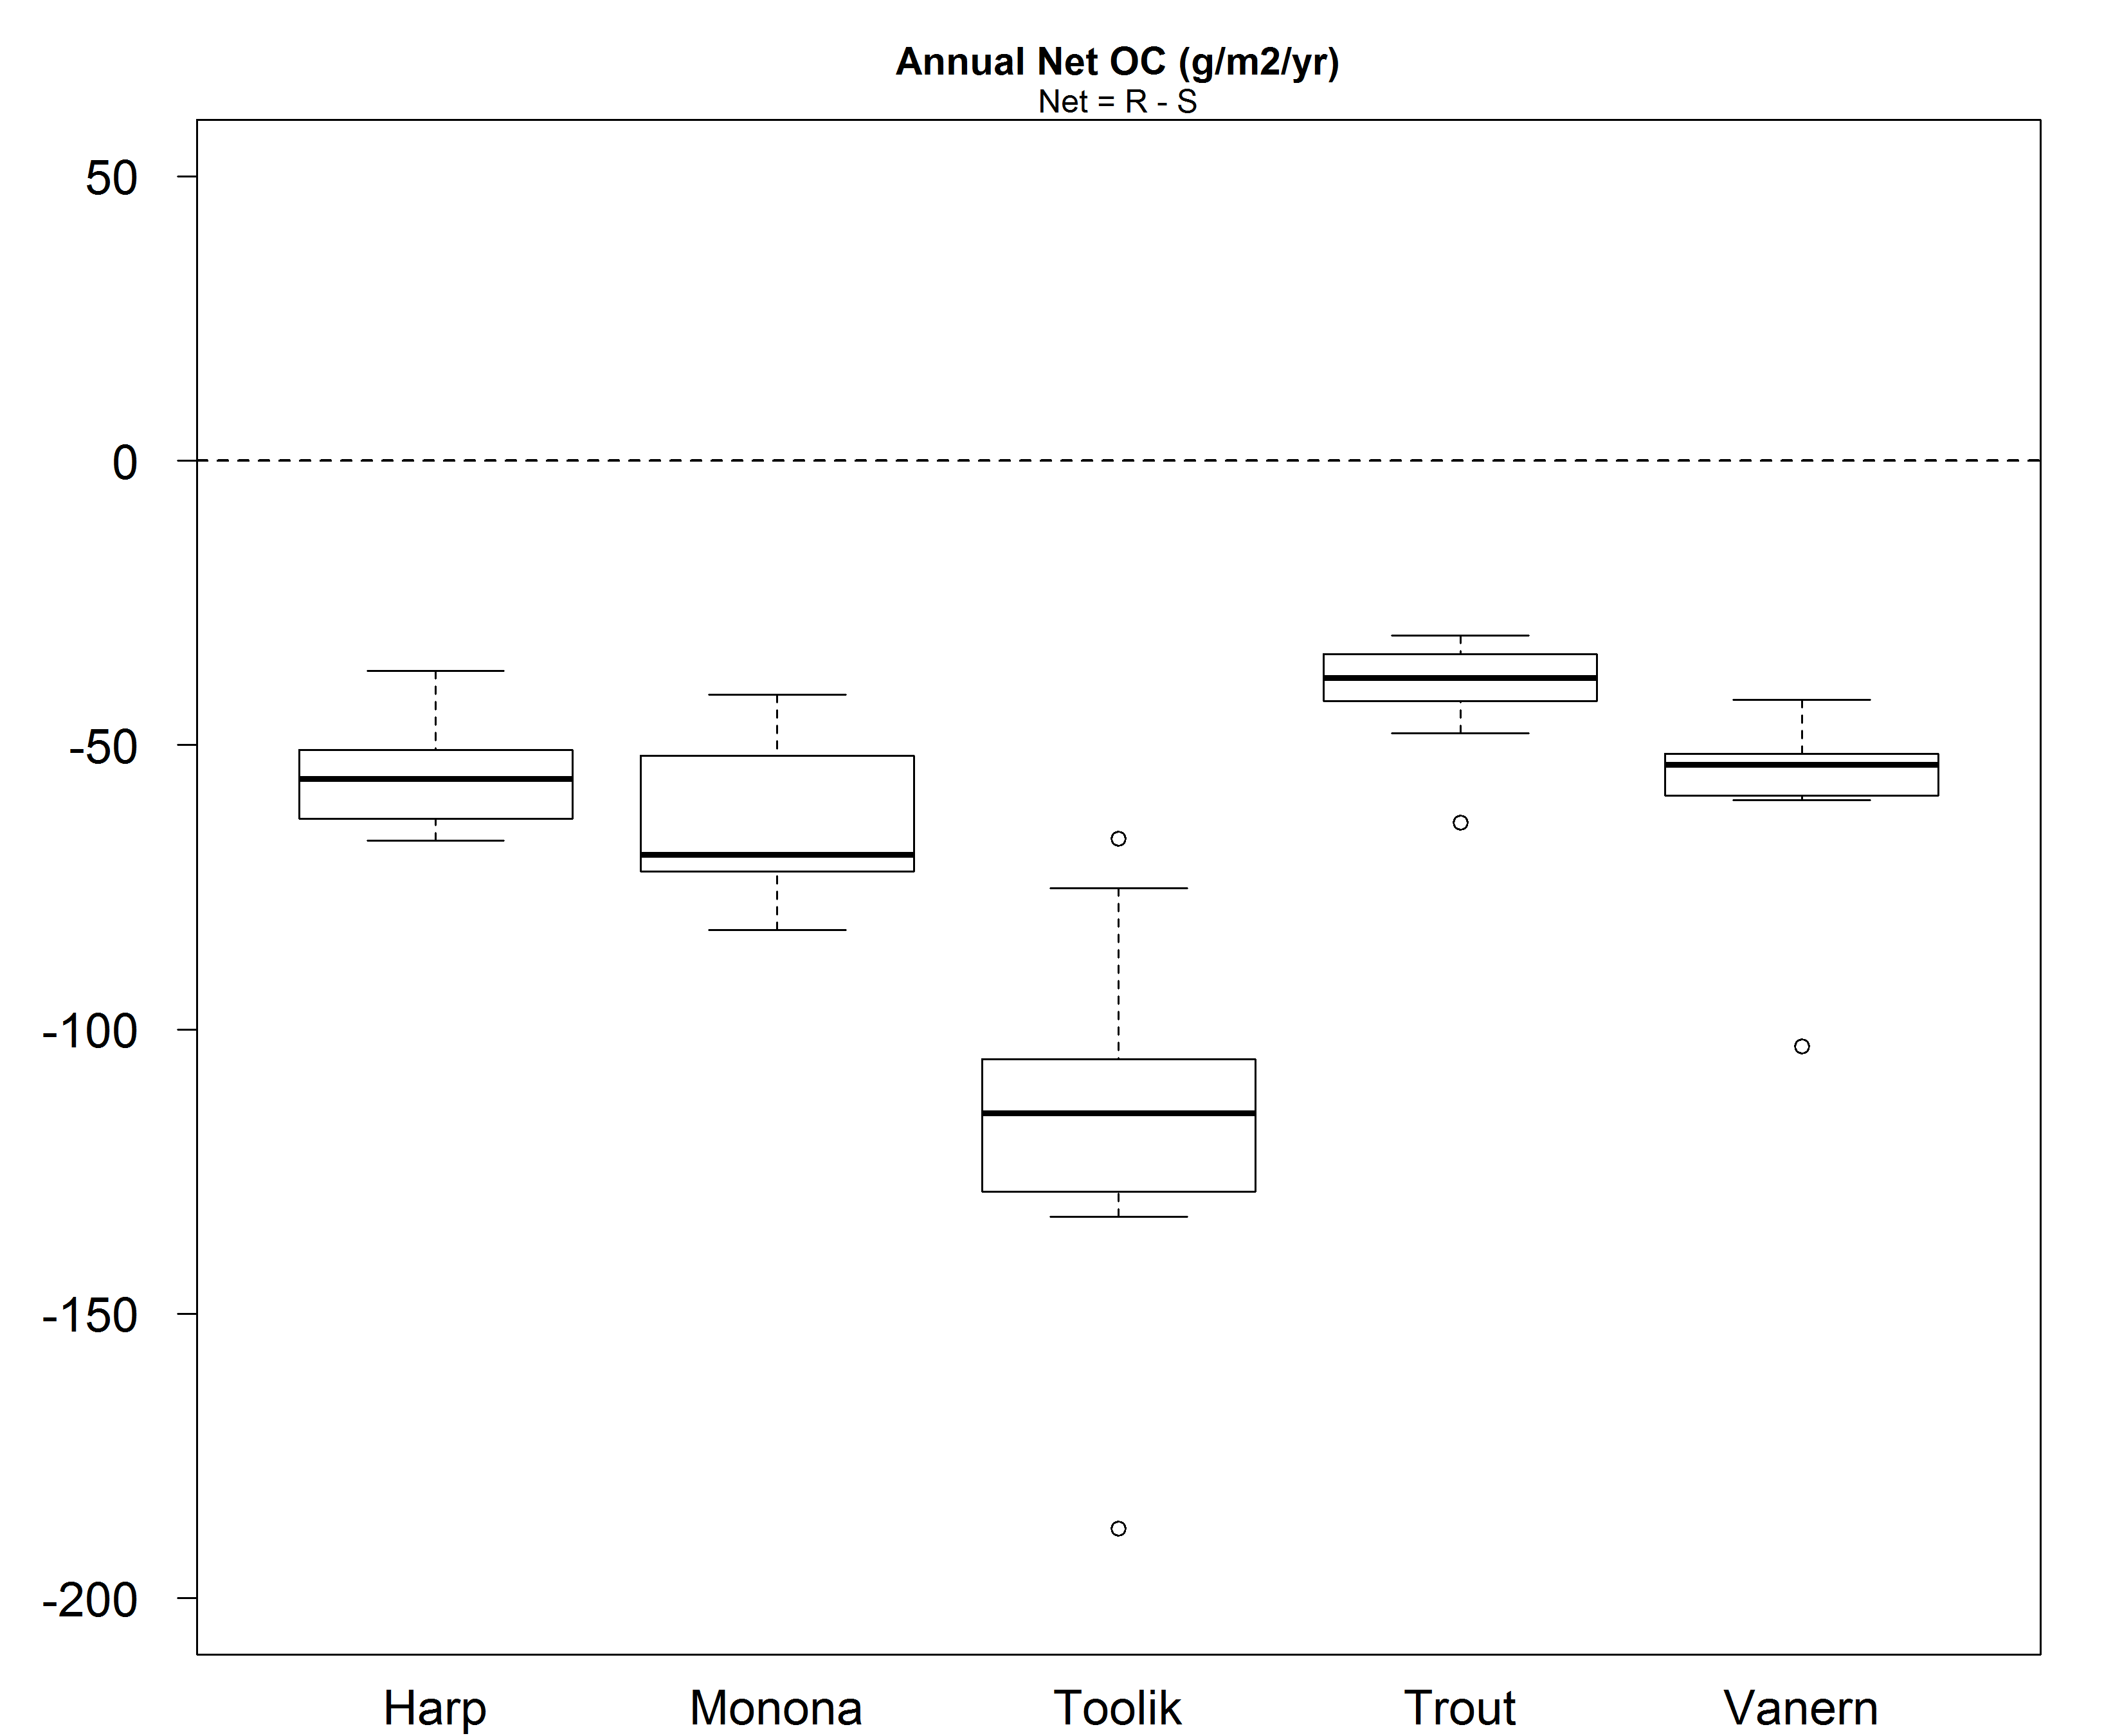 Annual Net OC (g/m2/yr)
Net = R - S
50
0
-50
-100
-150
-200
Harp Monona Toolik Trout Vanern